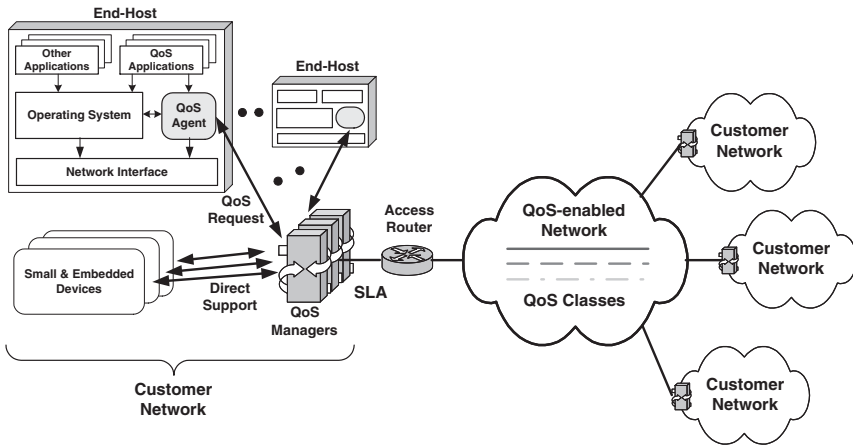 End-Host
Other
Applications
QoS
Applications
Operating System
QoS
Agent
Network Interface
End-Host
QoS
Request
Small & Embedded
Devices
Direct
Support
QoS
Managers
SLA
Access
Router
QoS-enabled
Network
QoS Classes
Customer
Network
Customer
Network
Customer
Network
Customer
Network